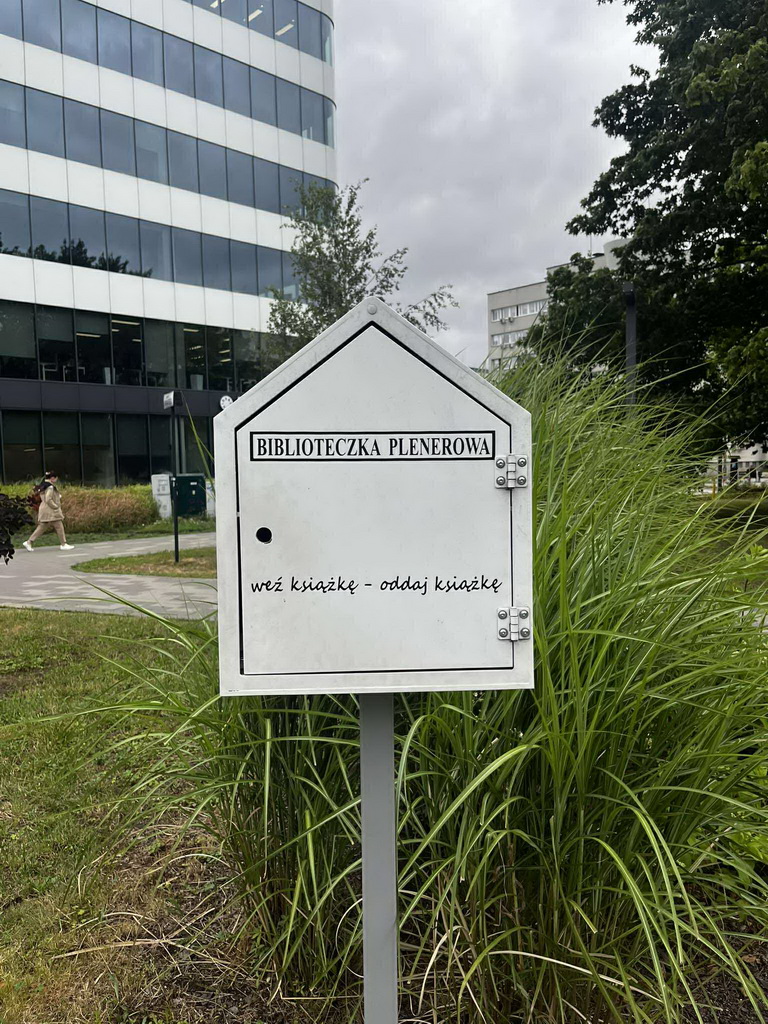 BIBLIOTECZKA PLENEROWA
weź książkę - oddaj książkę